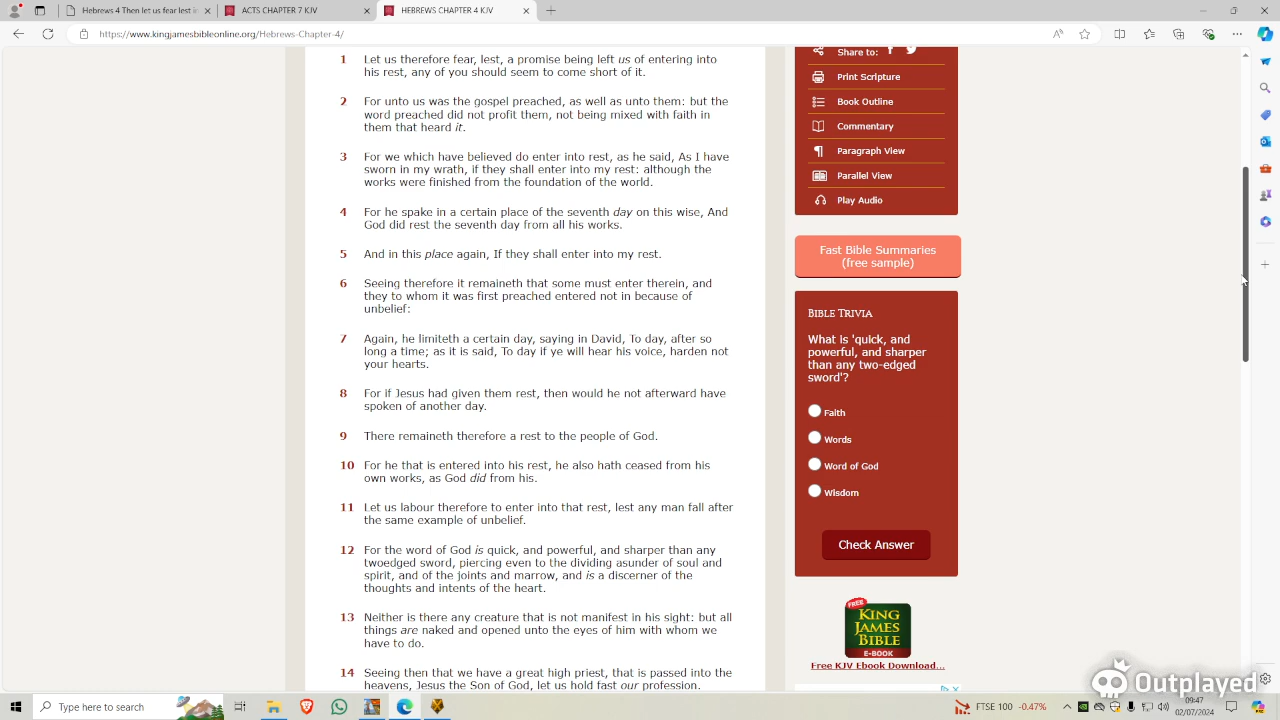 Hebrews 4 Then let us fear lest i
ACTS CHAPTER 7 KJV
HEBREWS CHAPTER 4 KJV
https://www.kingjamesbibleonline.org/Hebrews-Chapter-4/
1 Let us therefore fear, lest, a promise being left us of entering into
his rest, any of you should seem to come short of it.
2 For unto us was the gospel preached, as well as unto them: but the
word preached did not profit them, not being mixed with faith in
them that heard it.
3 For we which have believed do enter into rest, as he said, As I have
sworn in my wrath, if they shall enter into my rest: although the
works were finished from the foundation of the world.
4 For he spake in a certain place of the seventh day on this wise, And
God did rest the seventh day from all his works.
5 And in this place again, If they shall enter into my rest.
6 Seeing therefore it remaineth that some must enter therein, and
they to whom it was first preached entered not in because of
unbelief:
7 Again, he limiteth a certain day, saying in David, To day, after so
long a time; as it is said, To day if ye will hear his voice, harden not
your hearts.
8 For if Jesus had given them rest, then would he not afterward have
spoken of another day.
9 There remaineth therefore a rest to the people of God.
10 For he that is entered into his rest, he also hath ceased from his
own works, as God did from his.
11 Let us labour therefore to enter into that rest, lest any man fall after
the same example of unbelief.
12 For the word of God is quick, and powerful, and sharper than any
twoedged sword, piercing even to the dividing asunder of soul and
spirit, and of the joints and marrow, and is a discerner of the
thoughts and intents of the heart.
13 Neither is there any creature that is not manifest in his sight: but all
things are naked and opened unto the eyes of him with whom we
have to do.
14 Seeing then that we have a great high priest, that is passed into the
heavens, Jesus the Son of God, let us hold fast our profession.
Share to:
Print Scripture
Book Outline
Commentary
Paragraph View
Parallel View
Play Audio
Fast Bible Summaries
(free sample)
BIBLE TRIVIA
What is 'quick, and
powerful, and sharper
than any two-edged
sword'?
Faith
Words
Word of God
Wisdom
Check Answer
FREE
KING
JAMES
BIBLE
E-BOOK
Free KJV Ebook Download...
Outplayed
Type here to search
FTSE 100 -0.47%
09:47
02/07/2024